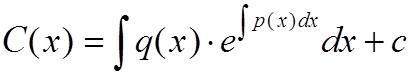 C(x) = ∫ q(x) · e^{∫ p(x) dx} dx + c